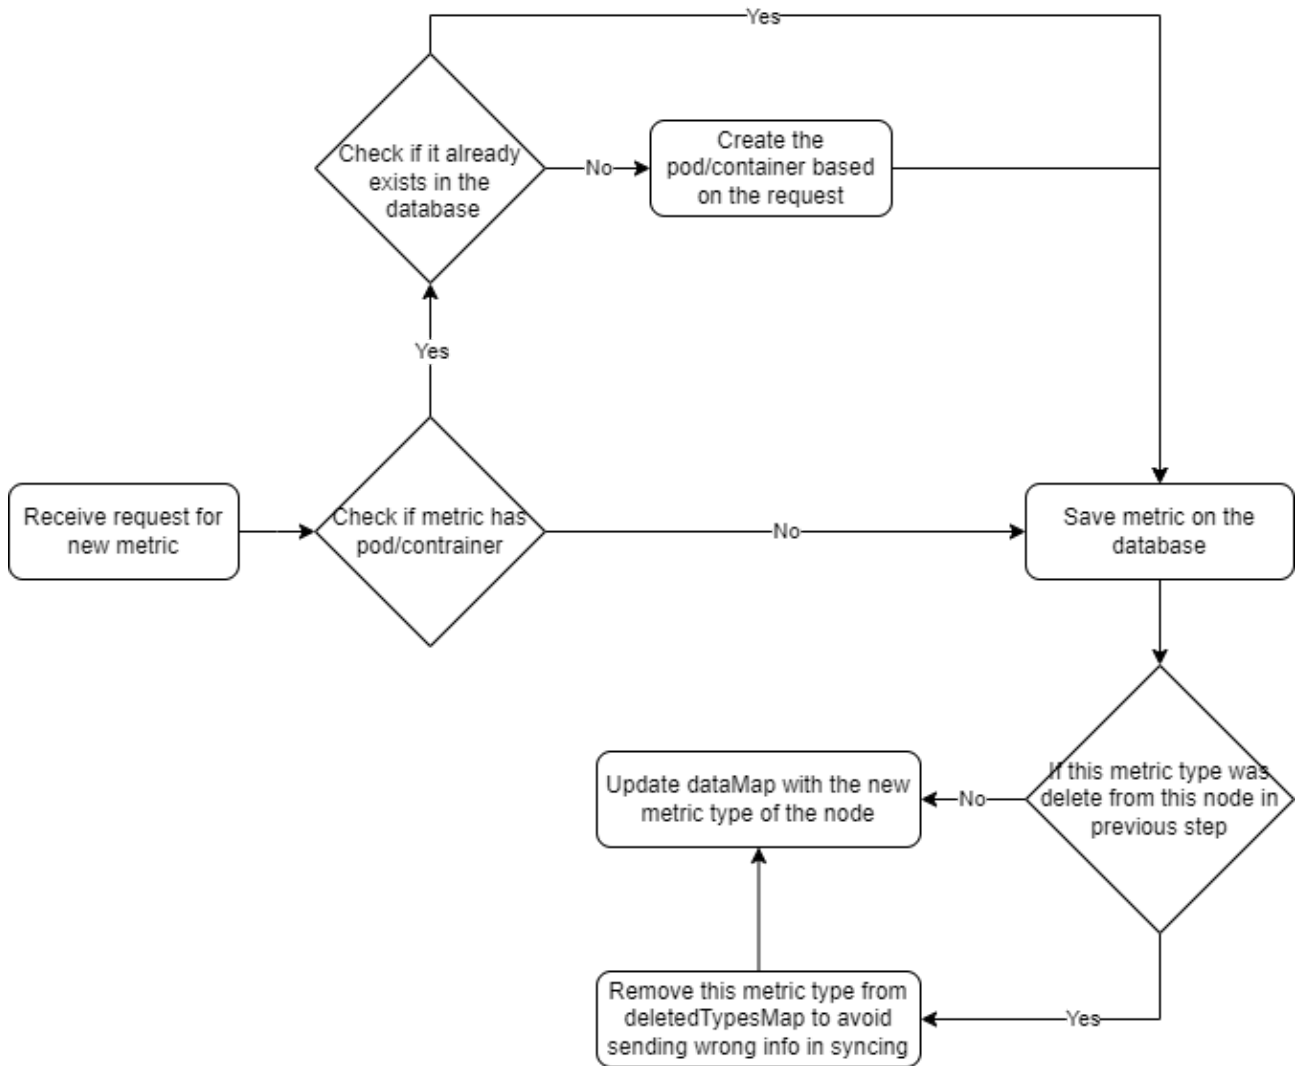 Yes
Check if it already
exists in the
database
No
Create the
pod/container based
on the request
Yes
Receive request for
new metric
Check if metric has
pod/contrainer
No
Save metric on the
database
If this metric type was
delete from this node in
previous step
No
Update dataMap with the new
metric type of the node
Remove this metric type from
deletedTypesMap to avoid
sending wrong info in syncing
Yes